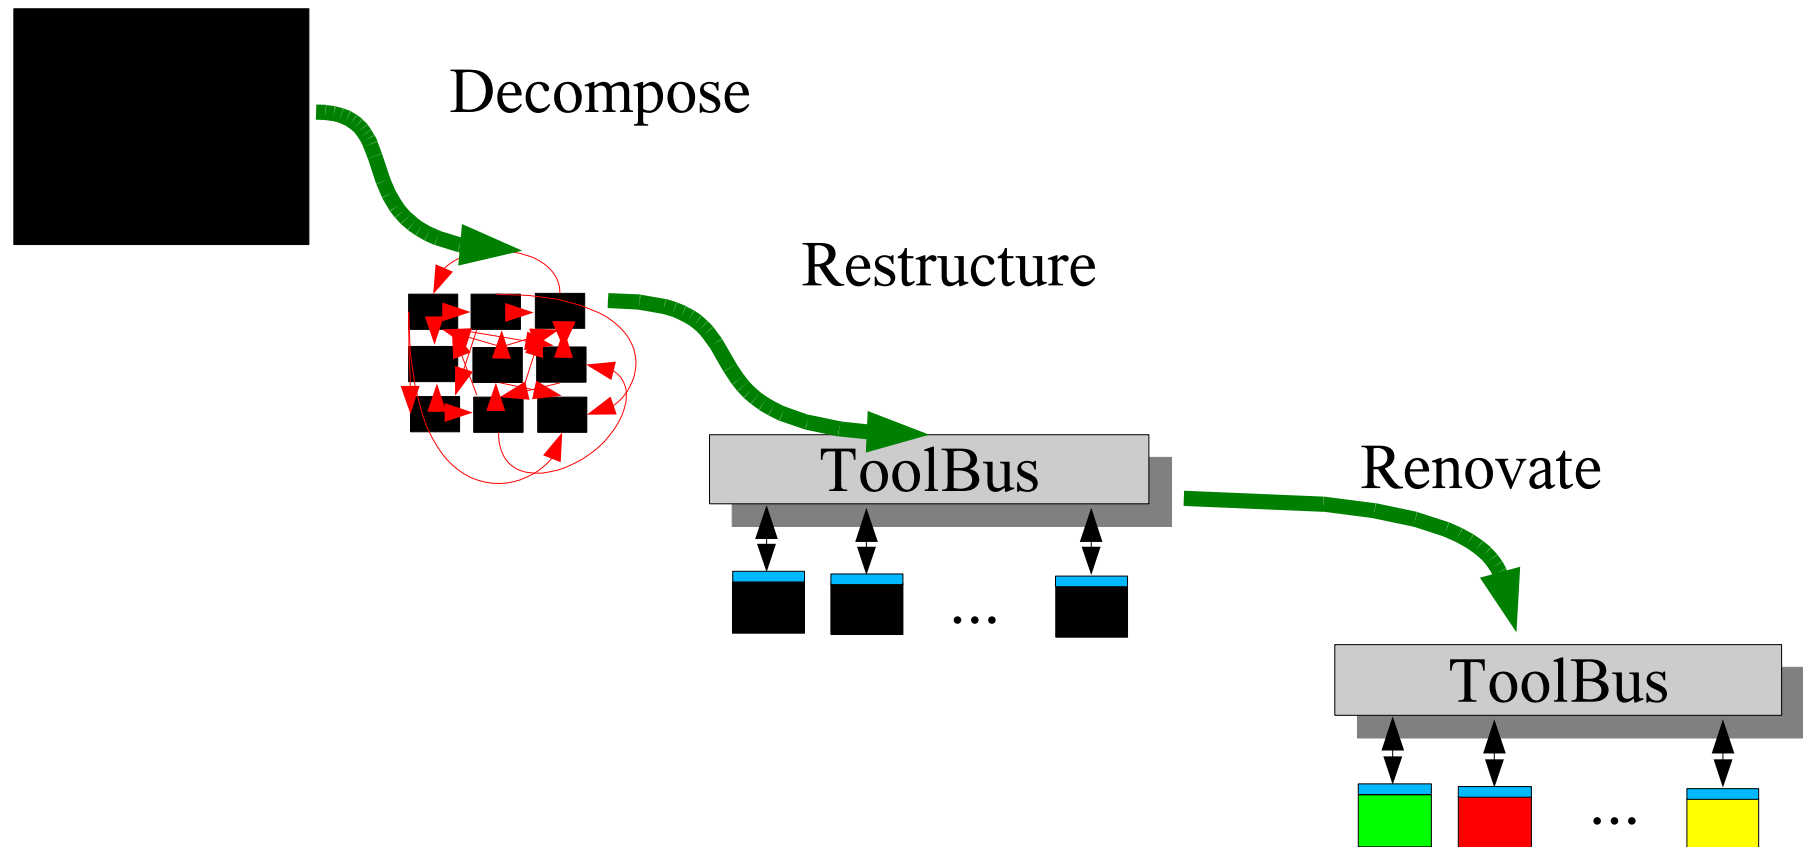 Decompose
Restructure
ToolBus
Renovate
...
ToolBus
...